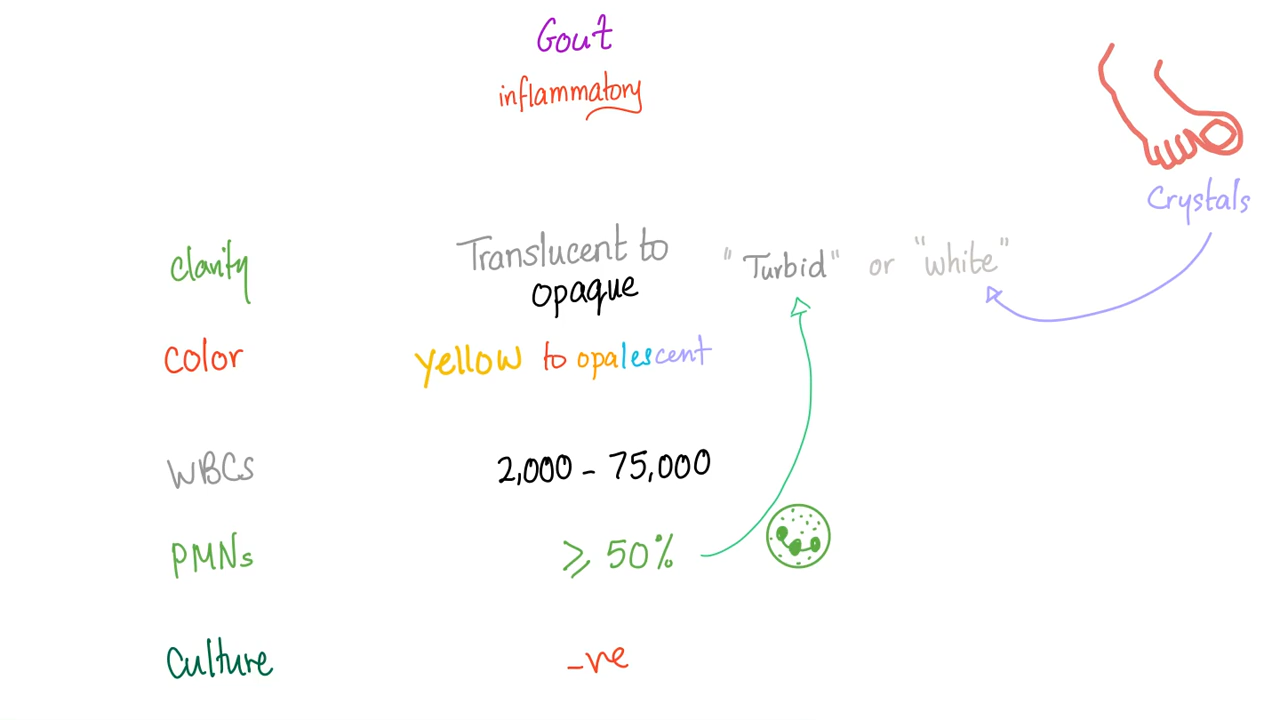 Gout
inflammatory
Crystals
clarity
Translucent to
opaque
"Turbid" or "white"
color
yellow to opalescent
WBCs
2,000 - 75,000
PMNs
⩾ 50%
Culture
-ve